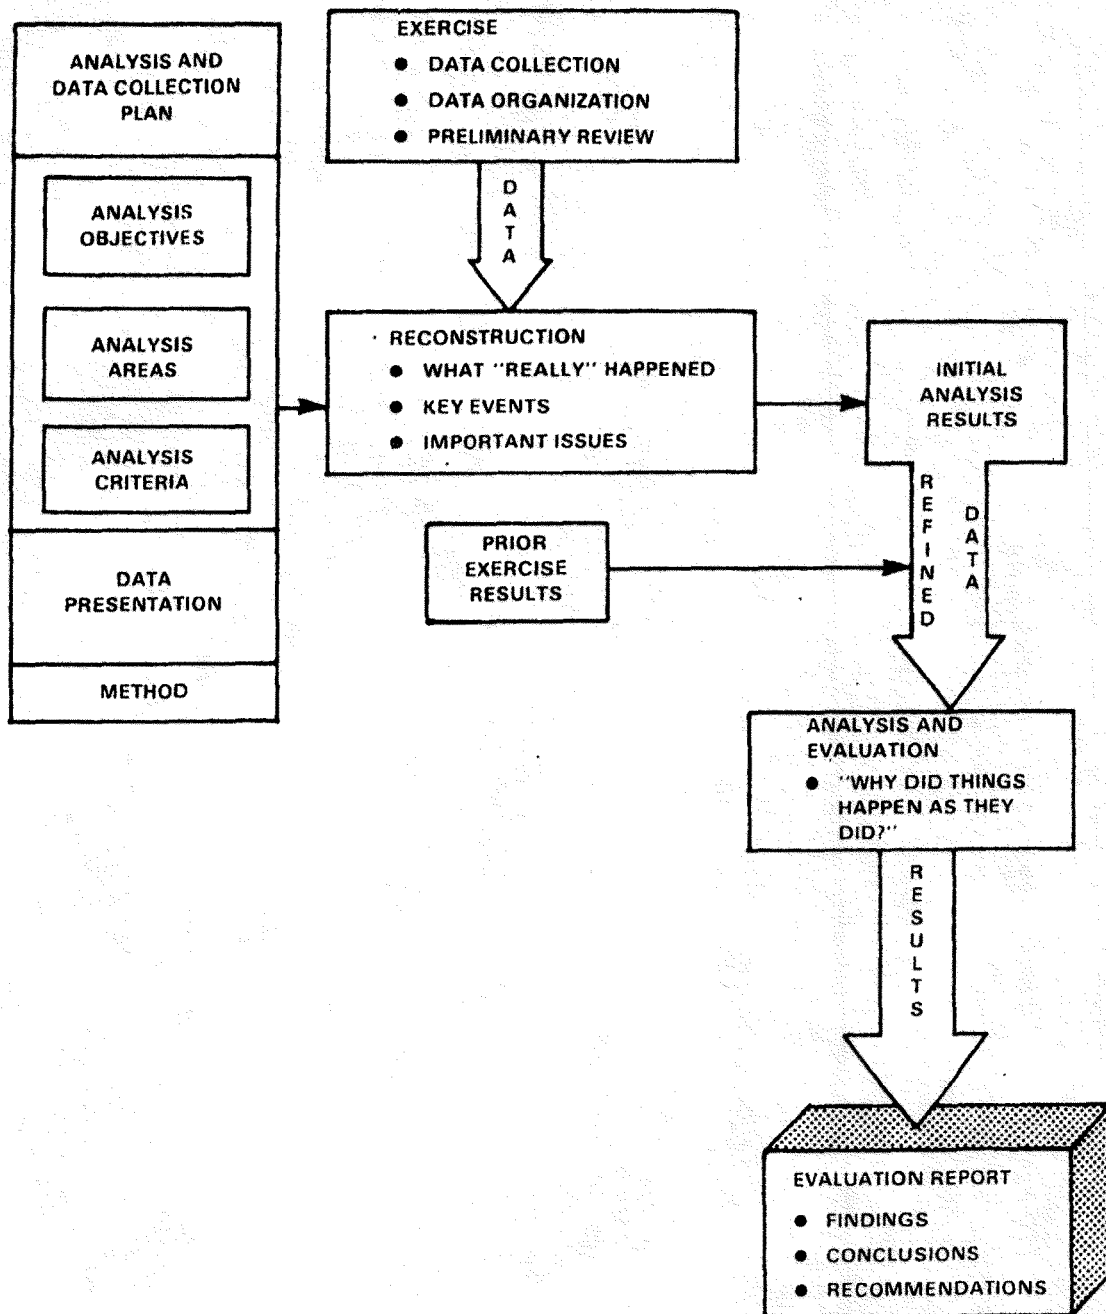 ANALYSIS AND
DATA COLLECTION
PLAN
ANALYSIS
OBJECTIVES
ANALYSIS
AREAS
ANALYSIS
CRITERIA
DATA
PRESENTATION
METHOD
EXERCISE
● DATA COLLECTION
● DATA ORGANIZATION
● PRELIMINARY REVIEW
DATA
RECONSTRUCTION
● WHAT "REALLY" HAPPENED
● KEY EVENTS
● IMPORTANT ISSUES
INITIAL
ANALYSIS
RESULTS
PRIOR
EXERCISE
RESULTS
REFINED
DATA
ANALYSIS AND
EVALUATION
● "WHY DID THINGS
HAPPEN AS THEY
DID?"
RESULTS
EVALUATION REPORT
● FINDINGS
● CONCLUSIONS
● RECOMMENDATIONS